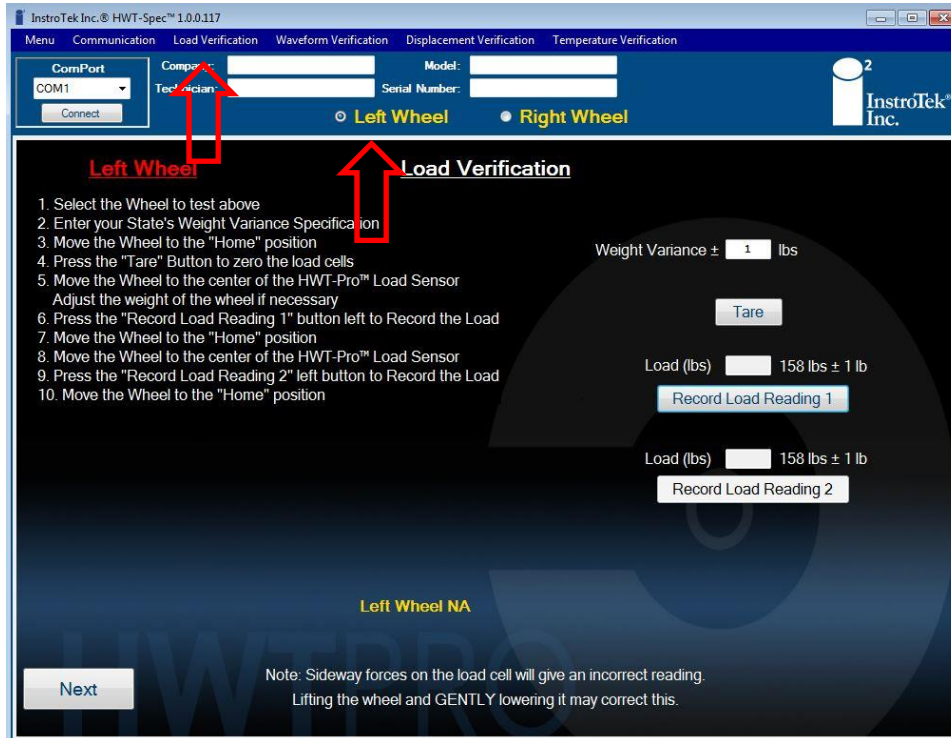 InstroTek Inc.® HWT-Spec™ 1.0.0.117
Menu Communication Load Verification Waveform Verification Displacement Verification Temperature Verification
ComPort
COM1
Connect
Company:
Model:
Technician:
Serial Number:
Left Wheel
Right Wheel
i2
InstroTek®
Inc.
Left Wheel
Load Verification
1. Select the Wheel to test above
2. Enter your State's Weight Variance Specification
3. Move the Wheel to the "Home" position
4. Press the "Tare" Button to zero the load cells
5. Move the Wheel to the center of the HWT-Pro™ Load Sensor
Adjust the weight of the wheel if necessary
6. Press the "Record Load Reading 1" button left to Record the Load
7. Move the Wheel to the "Home" position
8. Move the Wheel to the center of the HWT-Pro™ Load Sensor
9. Press the "Record Load Reading 2" left button to Record the Load
10. Move the Wheel to the "Home" position
Weight Variance ± 1 lbs
Tare
Load (lbs) 158 lbs ± 1 lb
Record Load Reading 1
Load (lbs) 158 lbs ± 1 lb
Record Load Reading 2
Left Wheel NA
HWTPRO
Next
Note: Sideway forces on the load cell will give an incorrect reading.
Lifting the wheel and GENTLY lowering it may correct this.